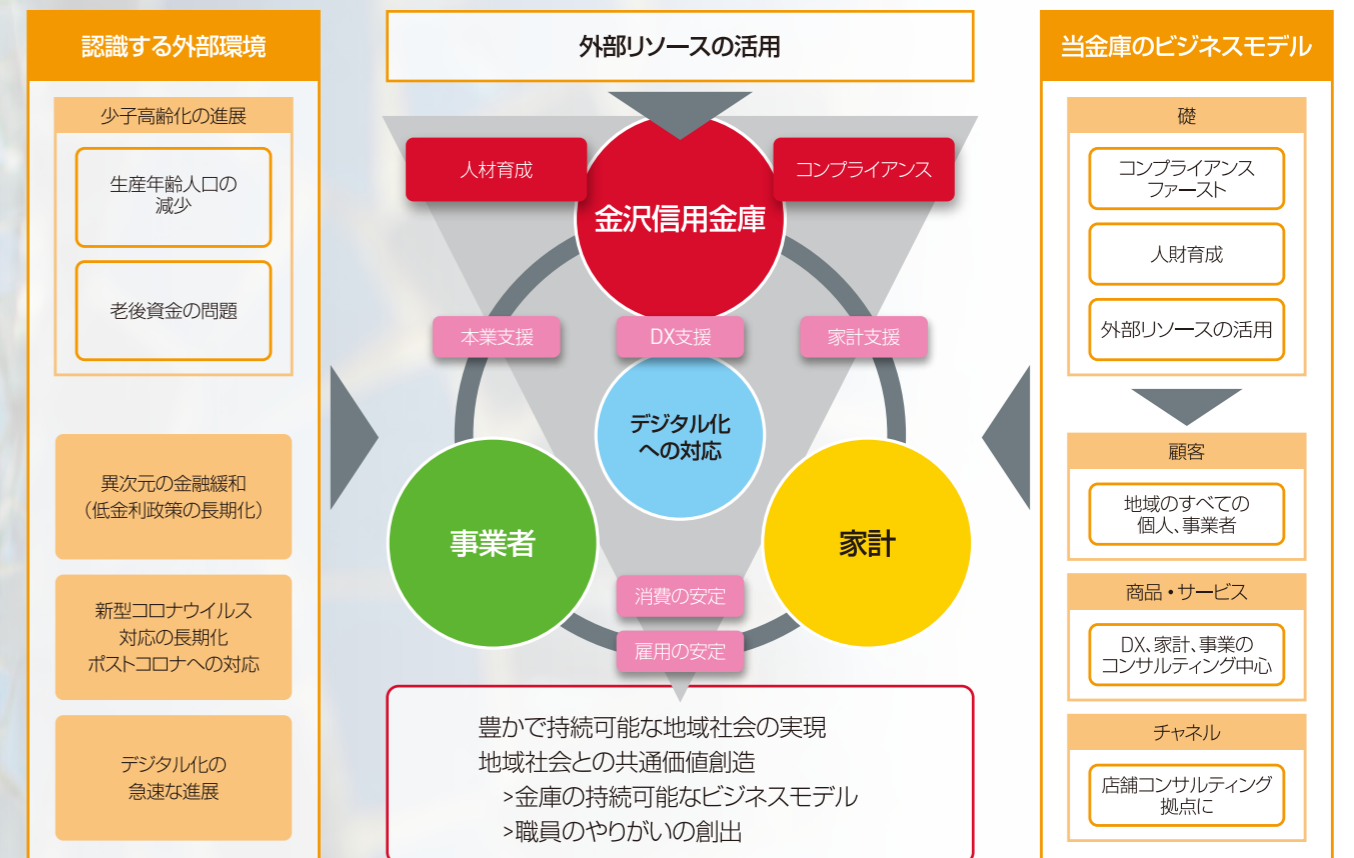 認識する外部環境
少子高齢化の進展
生産年齢人口の
減少
老後資金の問題
異次元の金融緩和
（低金利政策の長期化）
新型コロナウイルス
対応の長期化
ポストコロナへの対応
デジタル化の
急速な進展
外部リソースの活用
人材育成
コンプライアンス
金沢信用金庫
本業支援
DX支援
家計支援
デジタル化
への対応
事業者
家計
消費の安定
雇用の安定
豊かで持続可能な地域社会の実現
地域社会との共通価値創造
>金庫の持続可能なビジネスモデル
>職員のやりがいの創出
当金庫のビジネスモデル
礎
コンプライアンス
ファースト
人財育成
外部リソースの活用
顧客
地域のすべての
個人、事業者
商品・サービス
DX、家計、事業の
コンサルティング中心
チャネル
店舗コンサルティング
拠点に